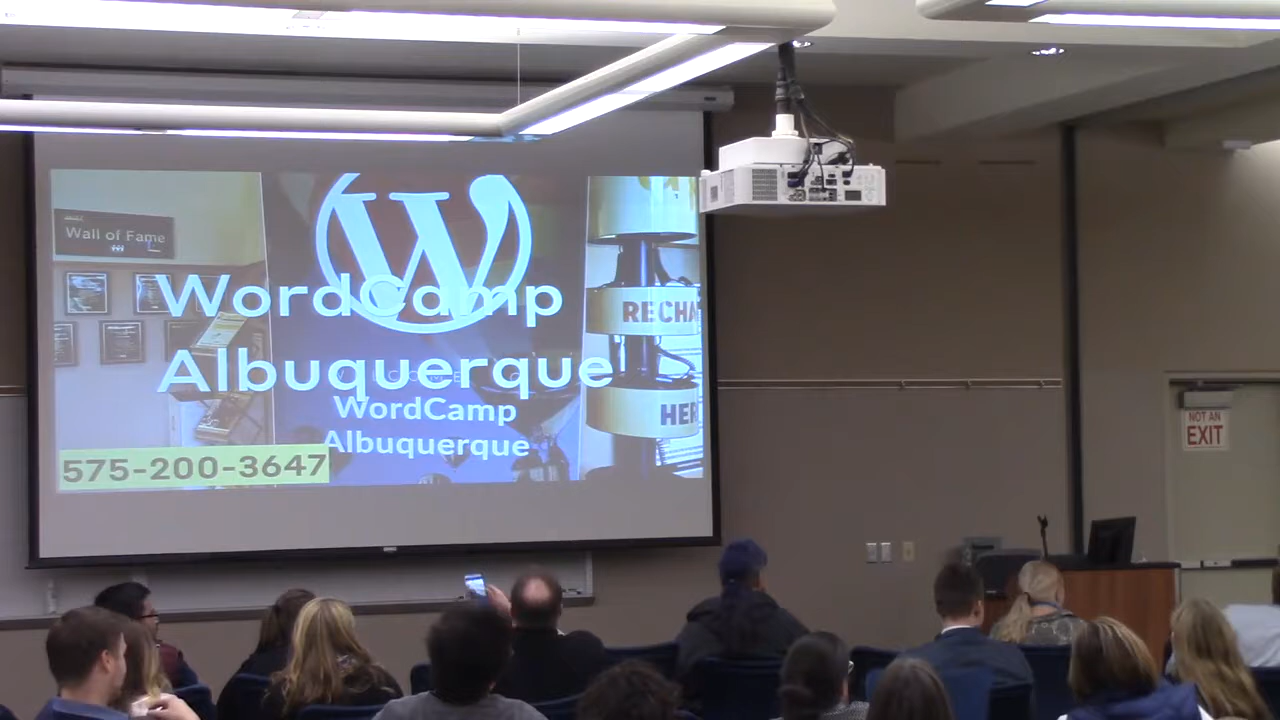 Wall of Fame
W
WordCamp
Albuquerque
WordCamp
Albuquerque
575-200-3647
RECHA
HER
NOT AN
EXIT